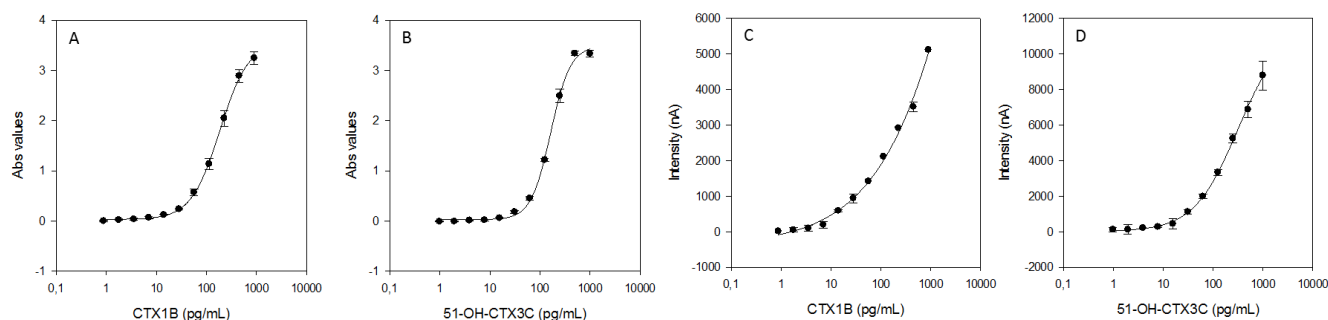 A
Abs values
4
3
2
1
0
-1
0,1 1 10 100 1000 10000
CTX1B (pg/mL)
B
Abs values
4
3
2
1
0
-1
0,1 1 10 100 1000 10000
51-OH-CTX3C (pg/mL)
C
Intensity (nA)
6000
5000
4000
3000
2000
1000
0
-1000
0,1 1 10 100 1000 10000
CTX1B (pg/mL)
D
Intensity (nA)
12000
10000
8000
6000
4000
2000
0
-2000
0,1 1 10 100 1000 10000
51-OH-CTX3C (pg/mL)